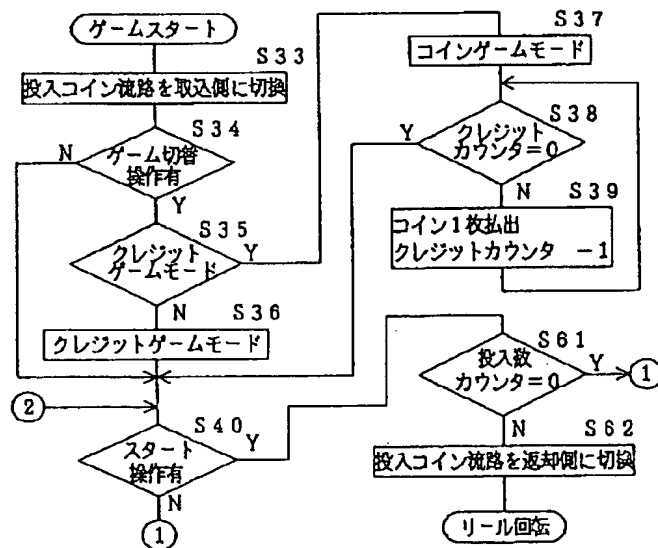 ゲームスタート
S33
投入コイン流路を取込側に切換
S34
N
ゲーム切替
操作有
Y
S35
クレジット
ゲームモード
Y
N
S36
クレジットゲームモード
②
S40
スタート
操作有
Y
N
①
S37
コインゲームモード
S38
Y
クレジット
カウンタ=0
N
S39
コイン1枚払出
クレジットカウンタ -1
S61
投入数
カウンタ=0
Y
①
N
S62
投入コイン流路を返却側に切換
リール回転